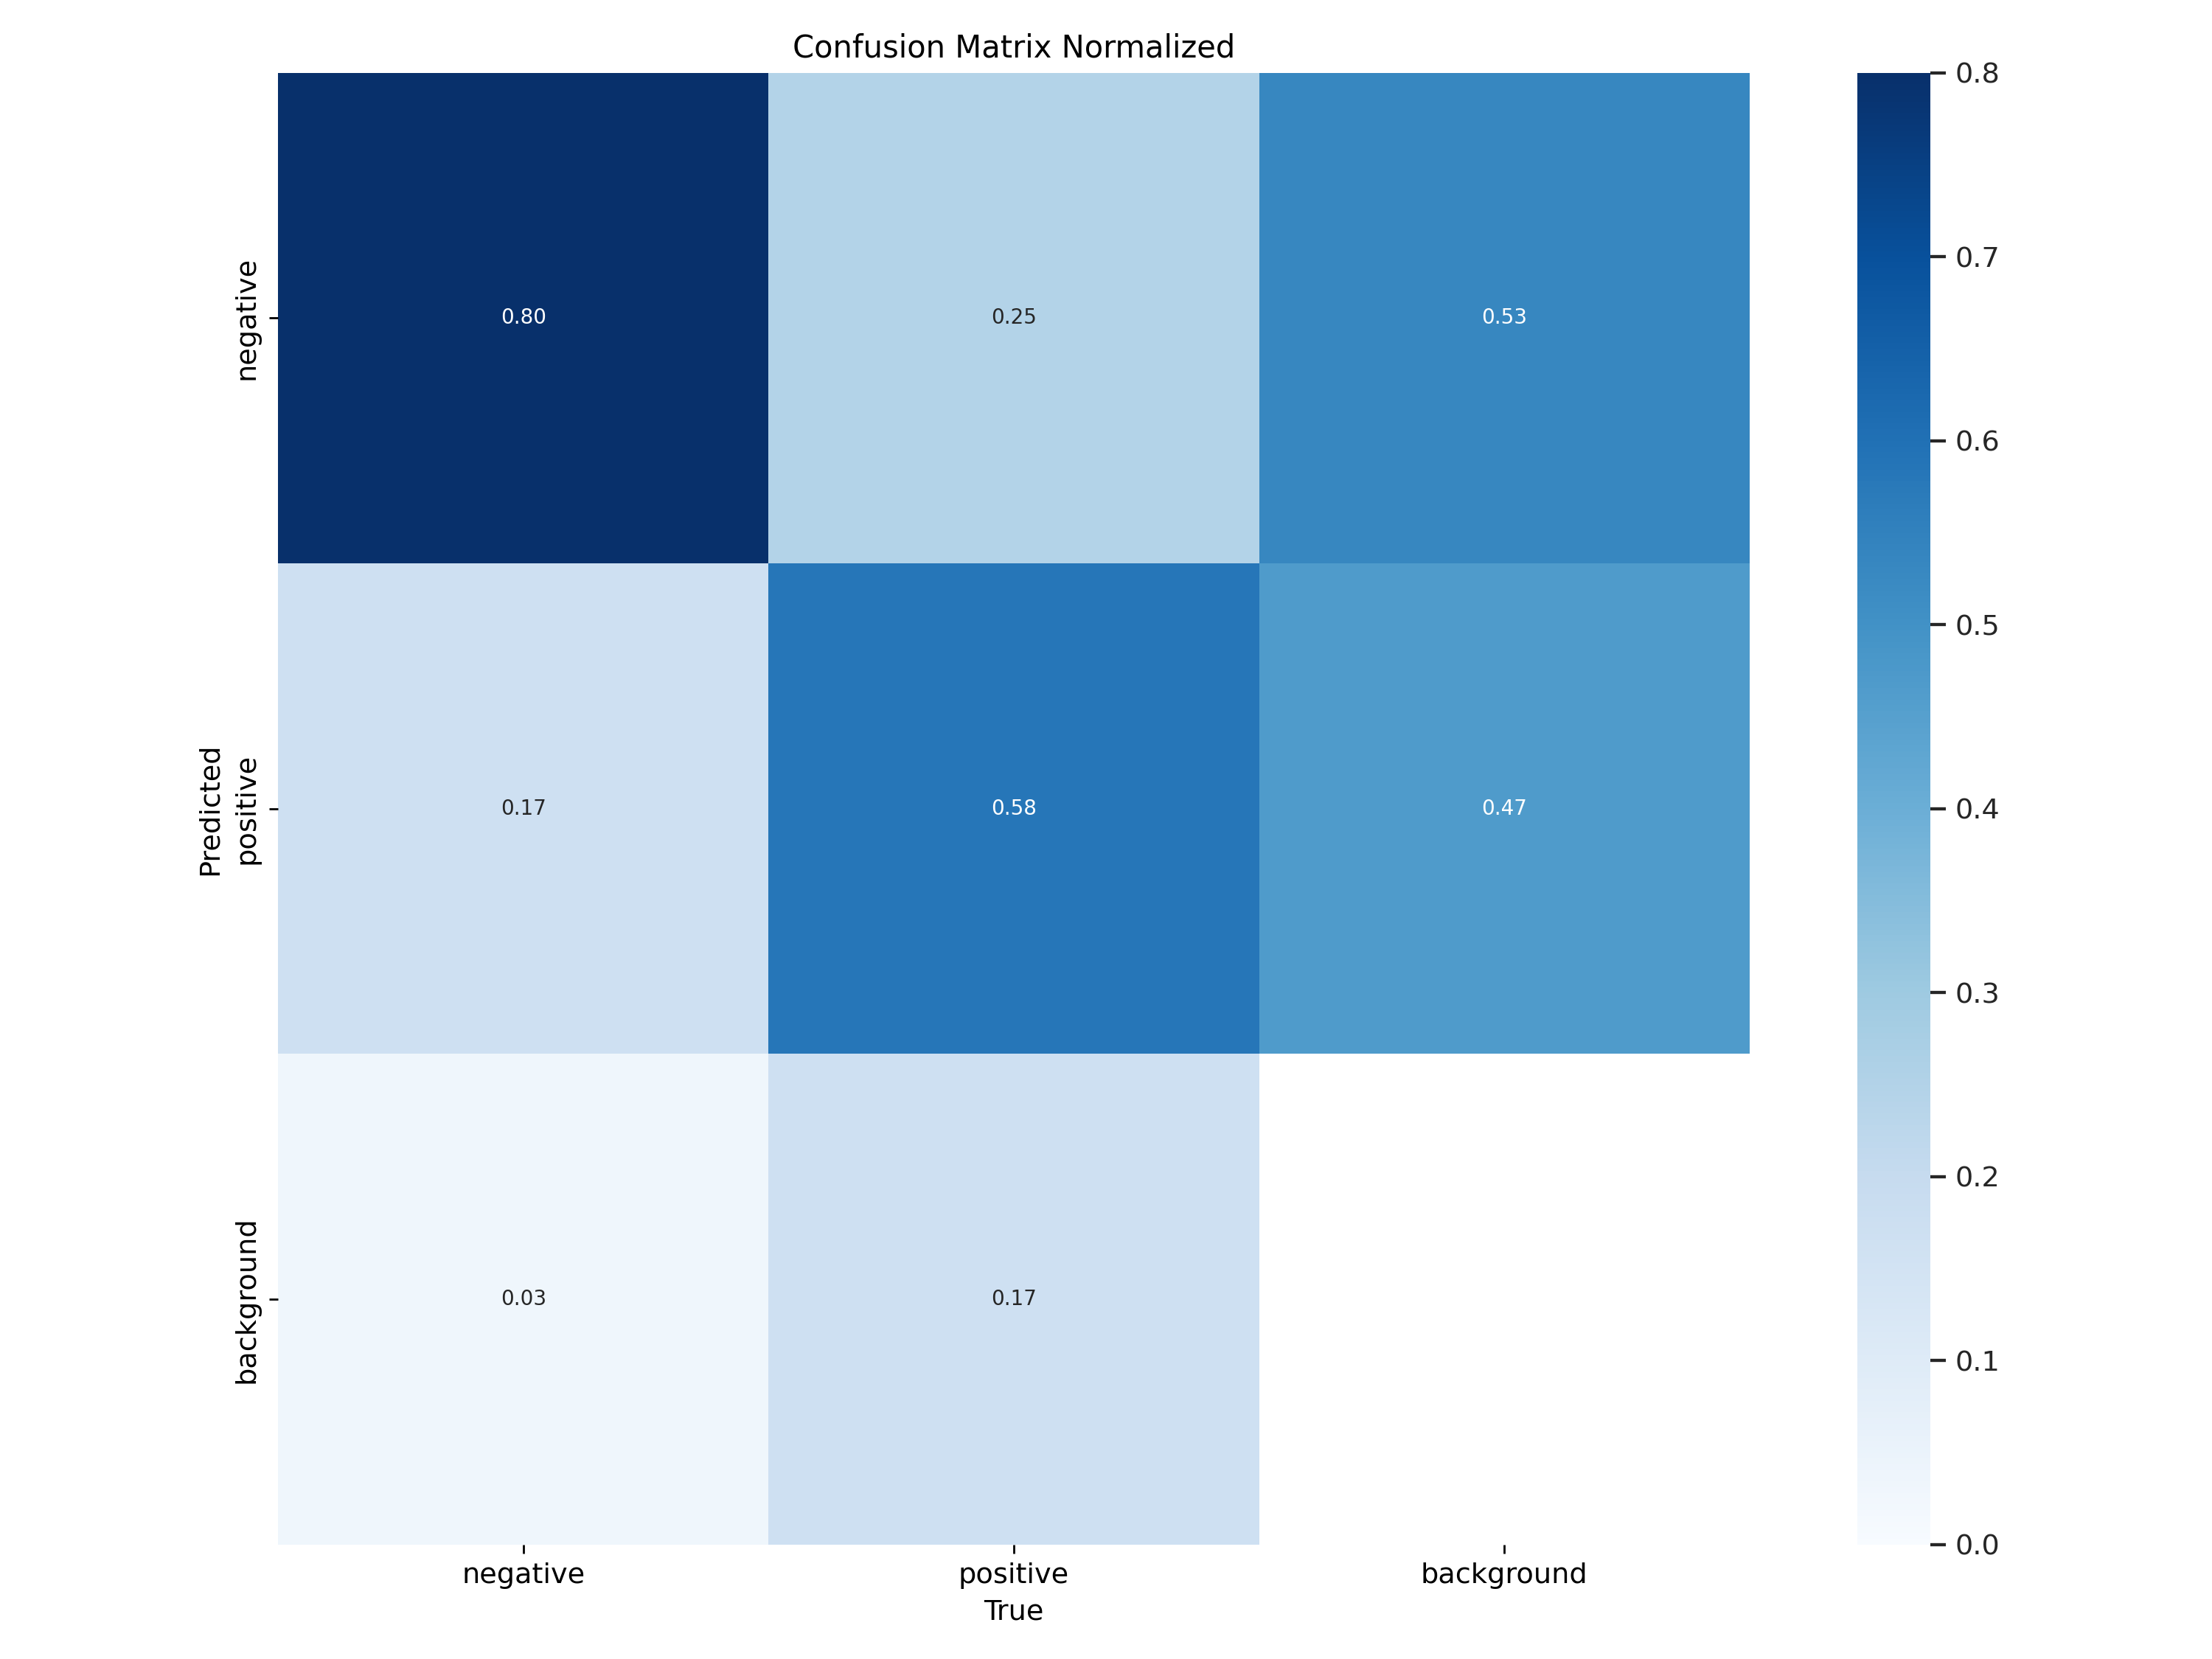 Confusion Matrix Normalized
negative
0.80
0.25
0.53
Predicted
positive
0.17
0.58
0.47
background
0.03
0.17
negative
positive
background
True
0.8
0.7
0.6
0.5
0.4
0.3
0.2
0.1
0.0